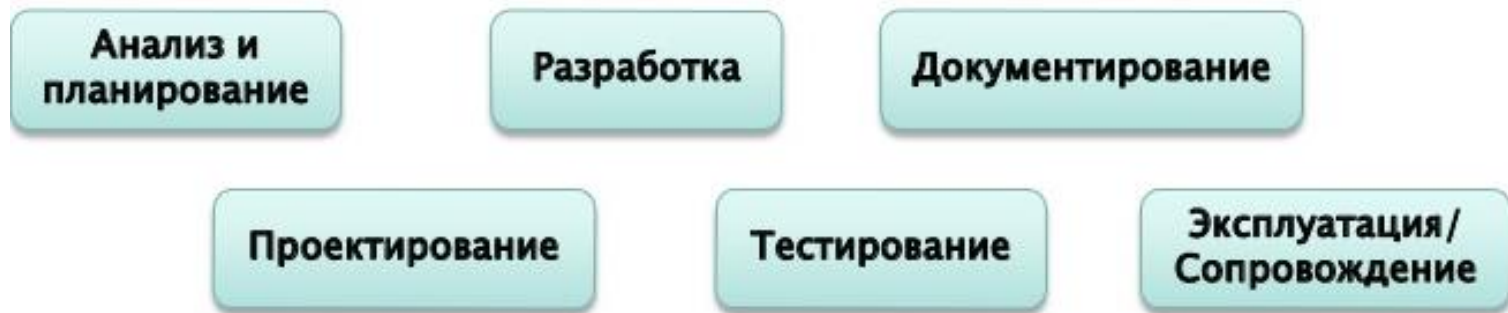 Анализ и
планирование
Разработка
Документирование
Проектирование
Тестирование
Эксплуатация/
Сопровождение